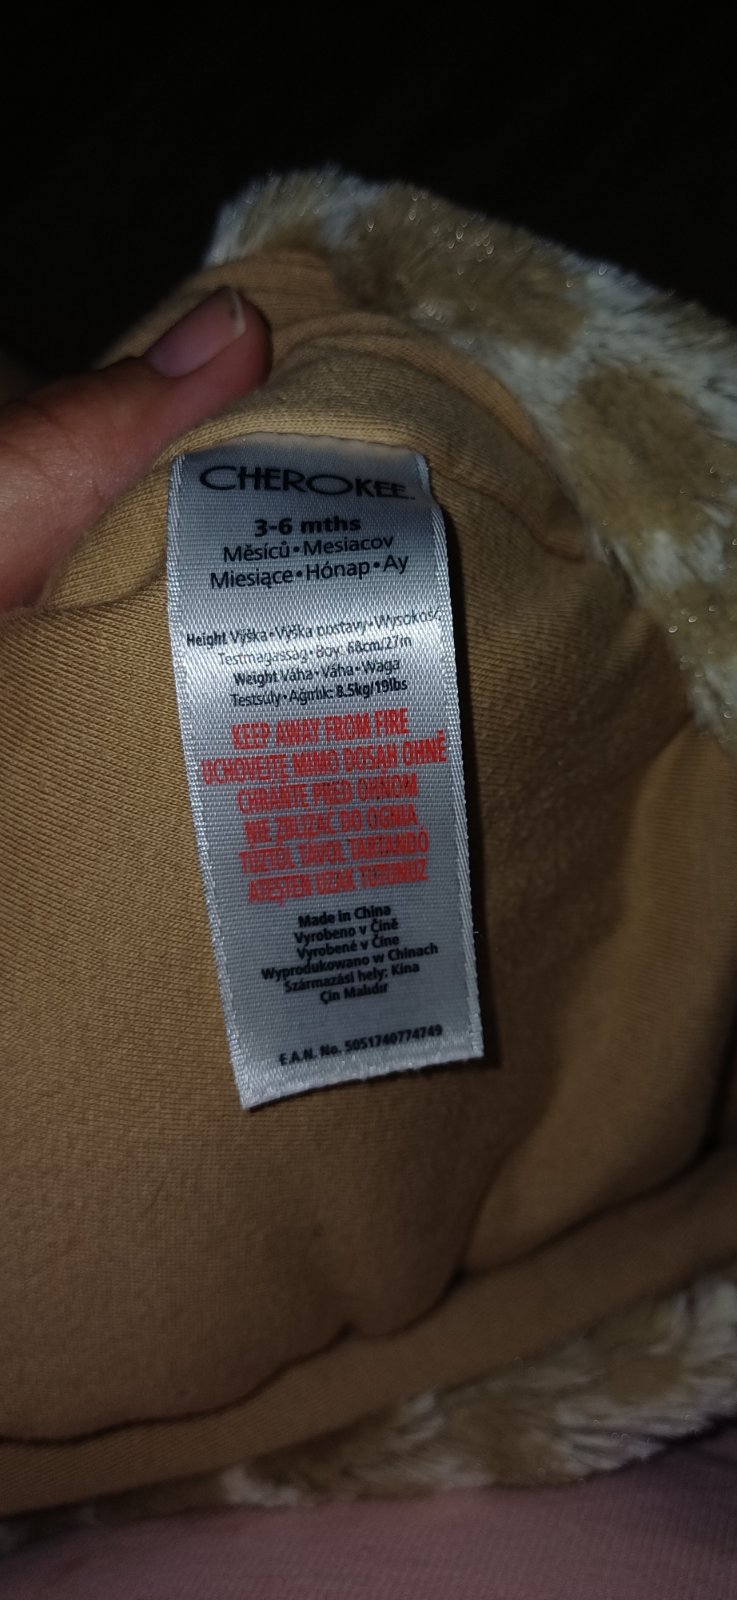 CHEROKEE.
3-6 mths
Měsíců • Mesiacov
Miesiące • Hónap • Ay
Height Výška • Výška postavy • Wysokość
Testmagasság • Boy: 68cm/27in
Weight Váha • Váha • Waga
Testsúly • Ağırlık: 8.5kg/19lbs
KEEP AWAY FROM FIRE
UCHOVEJTE MIMO DOSAH OHNĚ
CHRÁŇTE PRED OHŇOM
NIE ZBLIŻAĆ DO OGNIA
TŰZTŐL TÁVOL TARTANDÓ
ATEŞTEN UZAK TUTUNUZ
Made in China
Vyrobeno v Číně
Vyrobené v Číne
Wyprodukowano w Chinach
Származási hely: Kína
Çin Malıdır
E.A.N. No. 5051740774749